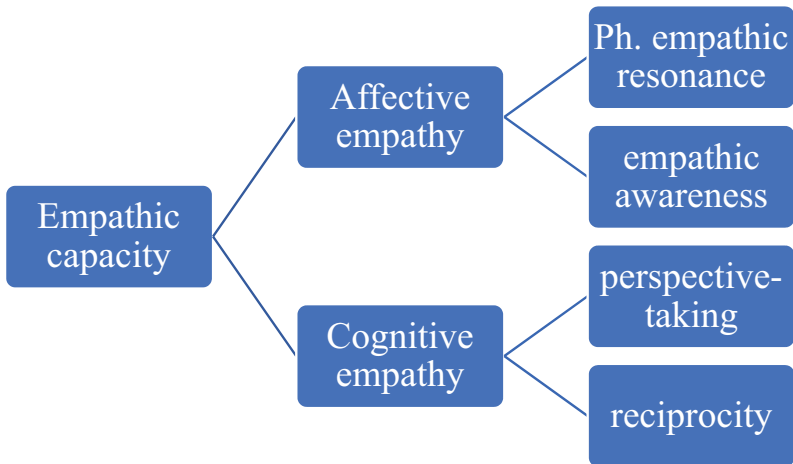 Empathic
capacity
Affective
empathy
Ph. empathic
resonance
empathic
awareness
Cognitive
empathy
perspective-
taking
reciprocity